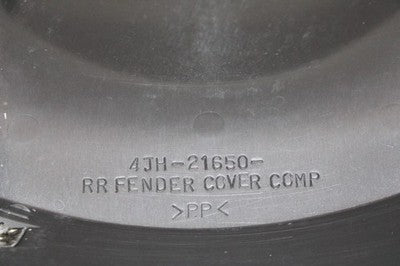 4JH-21650-
RR FENDER COVER COMP
>PP<